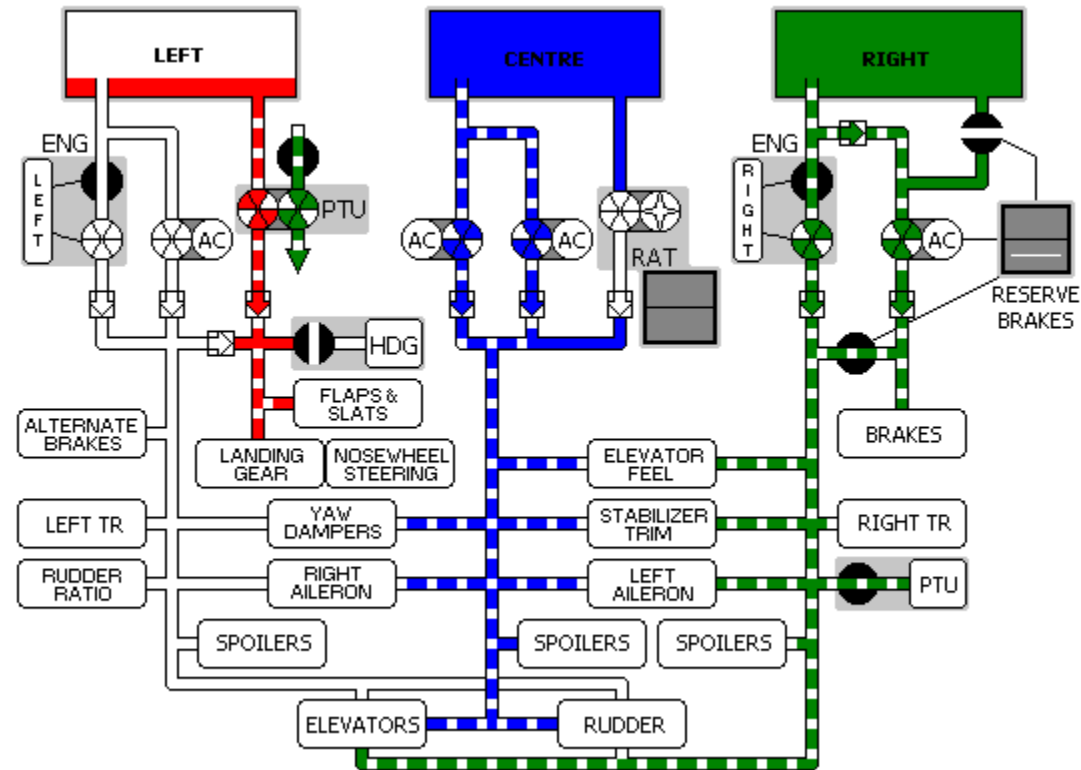 LEFT
CENTRE
RIGHT
ENG
LEFT
AC
PTU
AC
AC
RAT
ENG
RIGHT
AC
RESERVE
BRAKES
HDG
FLAPS &
SLATS
ALTERNATE
BRAKES
LANDING
GEAR
NOSEWHEEL
STEERING
ELEVATOR
FEEL
BRAKES
LEFT TR
YAW
DAMPERS
STABILIZER
TRIM
RIGHT TR
RUDDER
RATIO
RIGHT
AILERON
LEFT
AILERON
PTU
SPOILERS
SPOILERS
SPOILERS
ELEVATORS
RUDDER